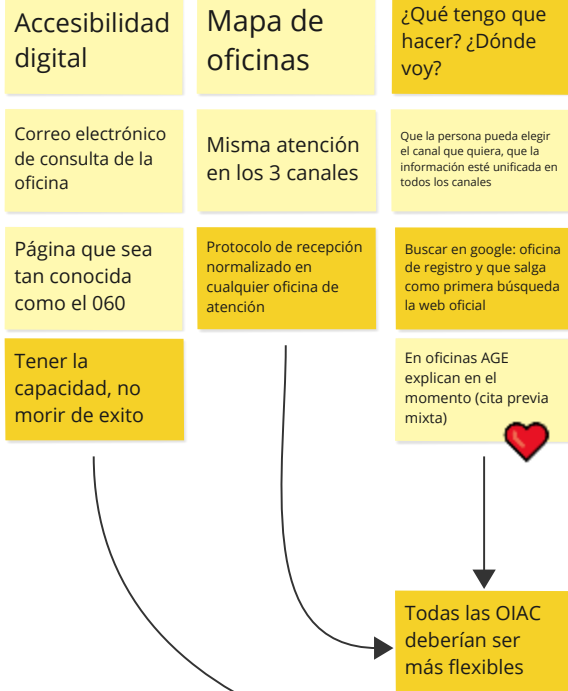 Accesibilidad
digital
Mapa de
oficinas
¿Qué tengo que
hacer? ¿Dónde
voy?
Correo electrónico
de consulta de la
oficina
Misma atención
en los 3 canales
Que la persona pueda elegir
el canal que quiera, que la
información esté unificada en
todos los canales
Página que sea
tan conocida
como el 060
Protocolo de recepción
normalizado en
cualquier oficina de
atención
Buscar en google: oficina
de registro y que salga
como primera búsqueda
la web oficial
Tener la
capacidad, no
morir de exito
En oficinas AGE
explican en el
momento (cita previa
mixta)
Todas las OIAC
deberían ser
más flexibles